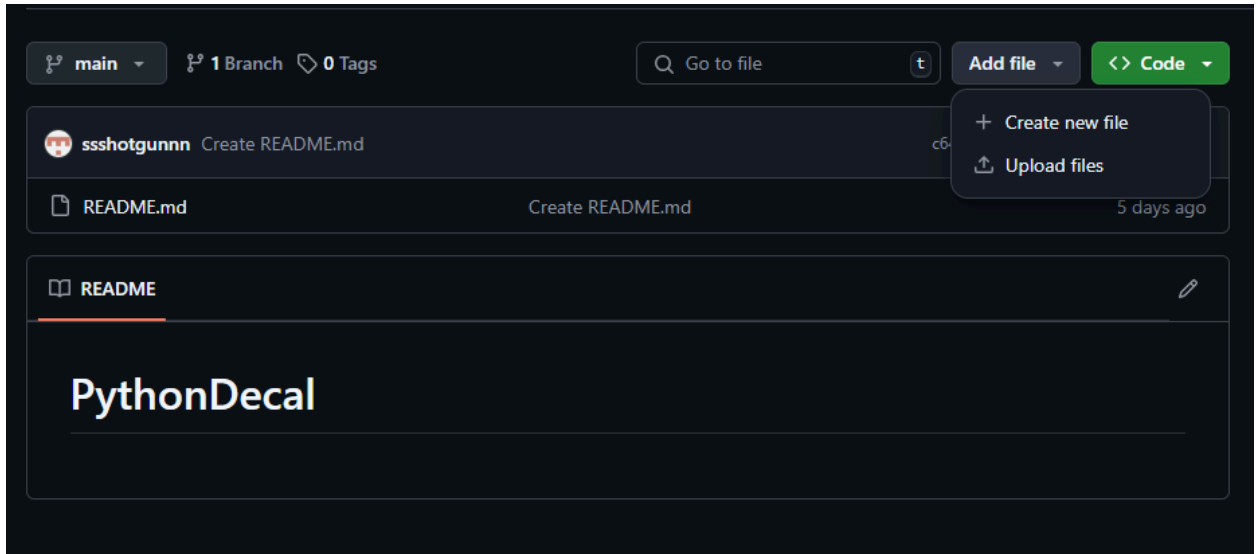 main 1 Branch 0 Tags Go to file t Add file <> Code
Create new file
ssshotgunnn Create README.md
Upload files
README.md Create README.md 5 days ago
README
PythonDecal